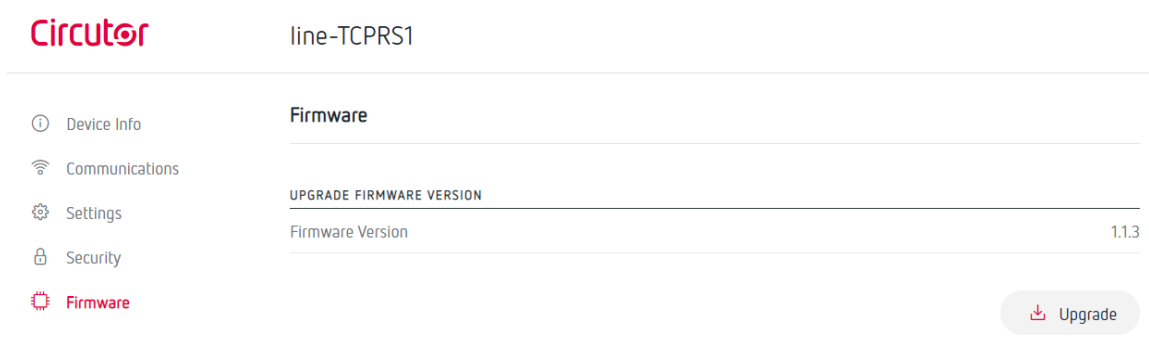 Circutor
line-TCPRS1
Device Info
Communications
Settings
Security
Firmware
Firmware
UPGRADE FIRMWARE VERSION
Firmware Version 1.1.3
Upgrade